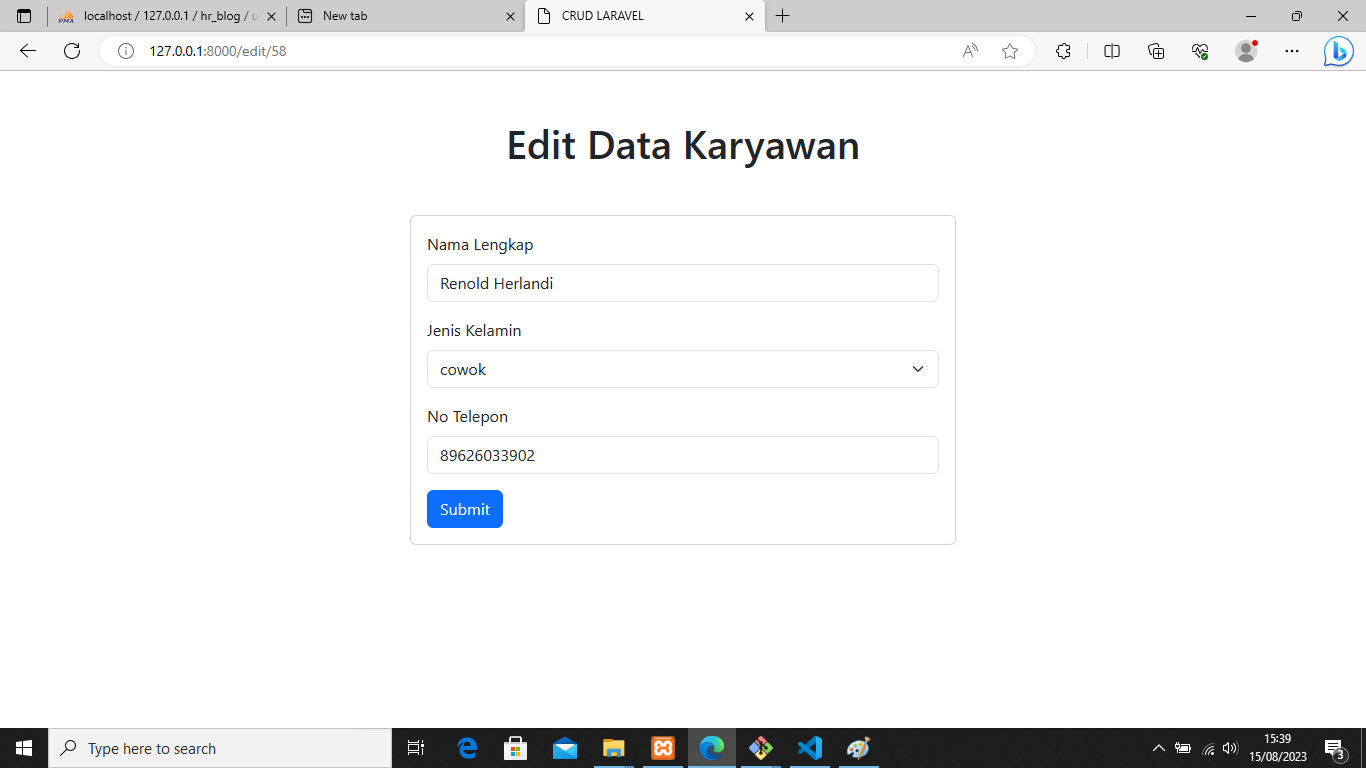 localhost / 127.0.0.1 / hr_blog / u
New tab
CRUD LARAVEL
127.0.0.1:8000/edit/58
Edit Data Karyawan
Nama Lengkap
Renold Herlandi
Jenis Kelamin
cowok
No Telepon
89626033902
Submit
Type here to search
15:39
15/08/2023
3